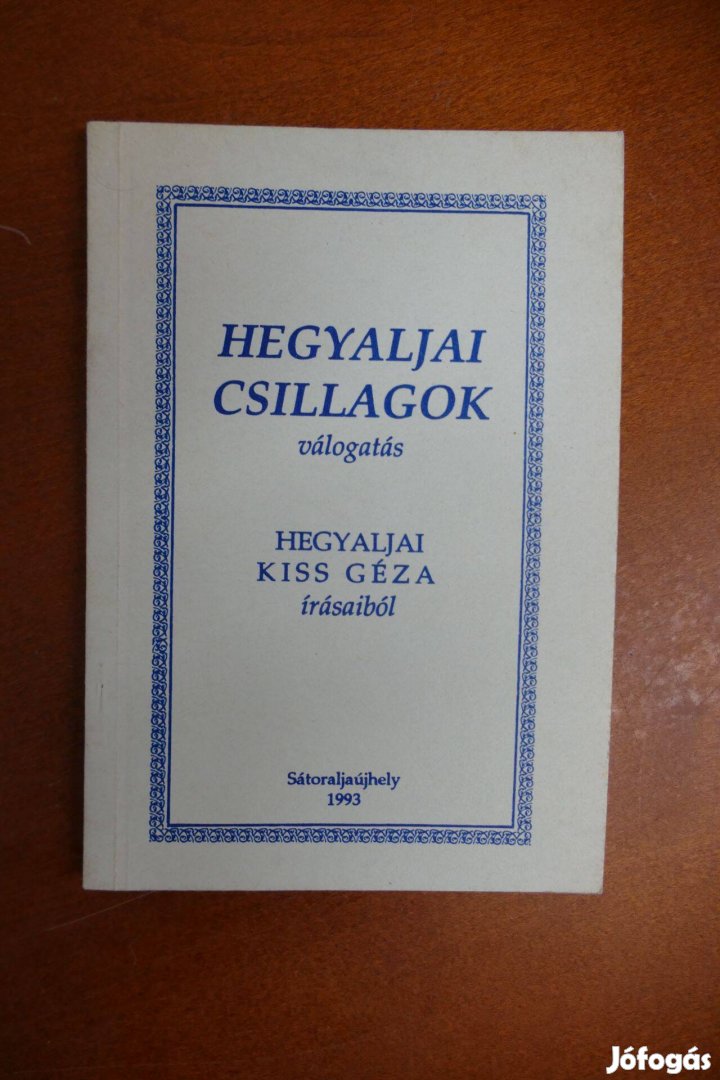 HEGYALJAI
CSILLAGOK
válogatás
HEGYALJAI
KISS GÉZA
írásaiból
Sátoraljaújhely
1993
Jófogás